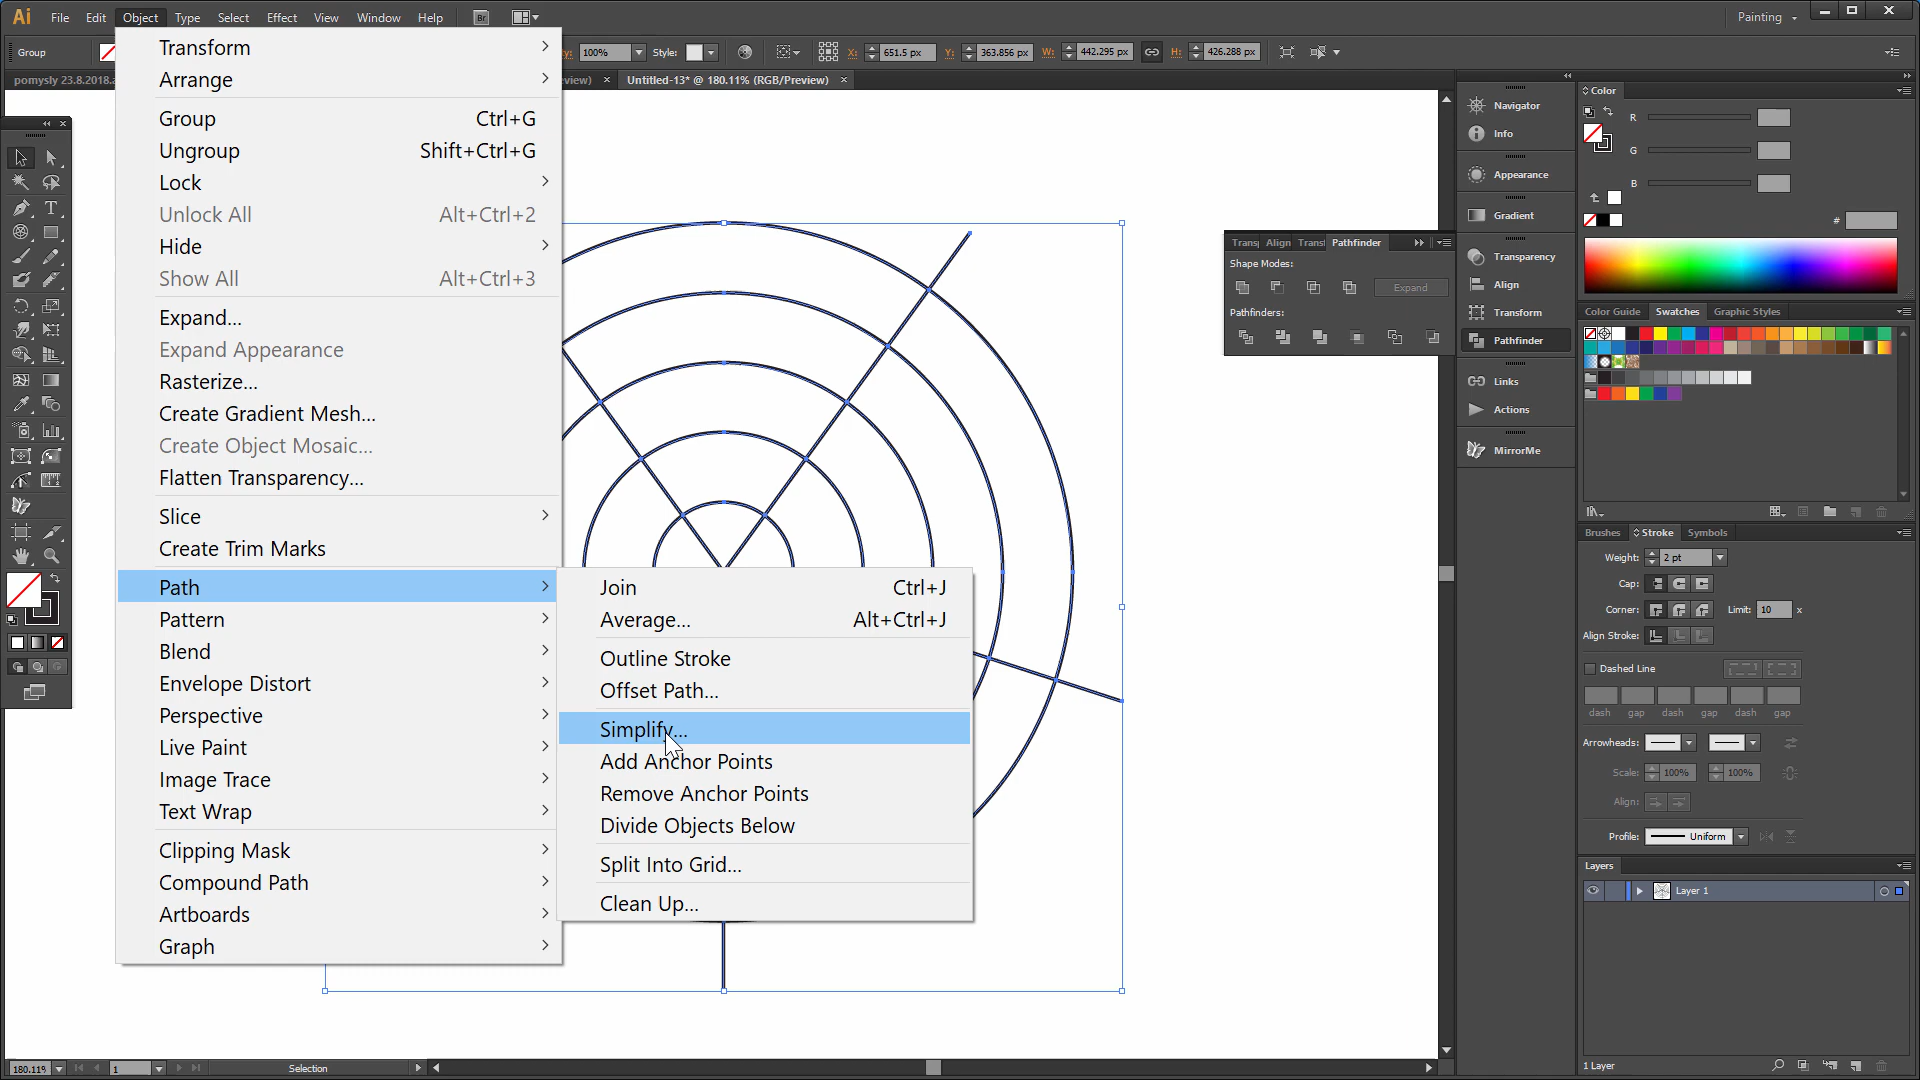 Ai File Edit Object Type Select Effect View Window Help Br Painting
Group 100% Style: X: 651.5 px Y: 363.856 px W: 442.295 px H: 426.288 px
pomysly 23.8.2018.a Untitled-13* @ 180.11% (RGB/Preview)
Transform
Arrange
Group Ctrl+G
Ungroup Shift+Ctrl+G
Lock
Unlock All Alt+Ctrl+2
Hide
Show All Alt+Ctrl+3
Expand...
Expand Appearance
Rasterize...
Create Gradient Mesh...
Create Object Mosaic...
Flatten Transparency...
Slice
Create Trim Marks
Path
Pattern
Blend
Envelope Distort
Perspective
Live Paint
Image Trace
Text Wrap
Clipping Mask
Compound Path
Artboards
Graph
Join Ctrl+J
Average... Alt+Ctrl+J
Outline Stroke
Offset Path...
Simplify...
Add Anchor Points
Remove Anchor Points
Divide Objects Below
Split Into Grid...
Clean Up...
Trans Align Trans Pathfinder
Shape Modes:
Expand
Pathfinders:
Navigator
Info
Appearance
Gradient
Transparency
Align
Transform
Pathfinder
Links
Actions
MirrorMe
Color
R
G
B
#
Color Guide Swatches Graphic Styles
Brushes Stroke Symbols
Weight: 2 pt
Cap:
Corner: Limit: 10 x
Align Stroke:
Dashed Line
dash gap dash gap dash gap
Arrowheads:
Scale: 100% 100%
Align:
Profile: Uniform
Layers
Layer 1
1 Layer
180.11% 1 Selection